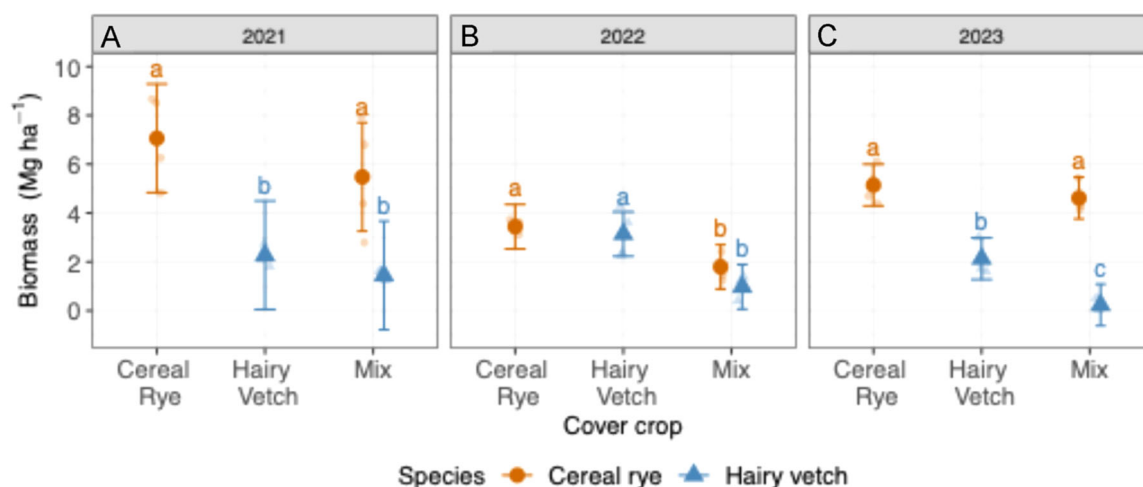 A 2021
B 2022
C 2023
Biomass (Mg ha⁻¹)
10
8
6
4
2
0
a
b
a
b
a
a
b
b
a
b
a
c
Cereal Rye
Hairy Vetch
Mix
Cereal Rye
Hairy Vetch
Mix
Cereal Rye
Hairy Vetch
Mix
Cover crop
Species Cereal rye Hairy vetch